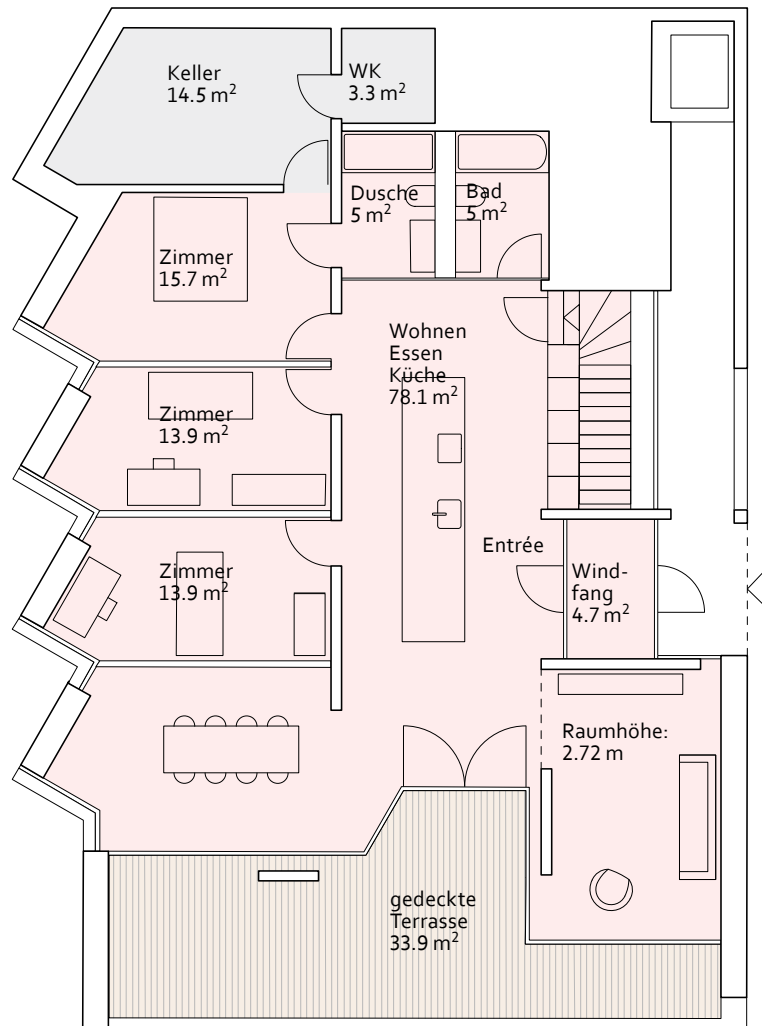 Keller
14.5 m²
WK
3.3 m²
Dusche
5 m²
Bad
5 m²
Zimmer
15.7 m²
Wohnen
Essen
Küche
78.1 m²
Zimmer
13.9 m²
Entrée
Zimmer
13.9 m²
Wind-
fang
4.7 m²
Raumhöhe:
2.72 m
gedeckte
Terrasse
33.9 m²